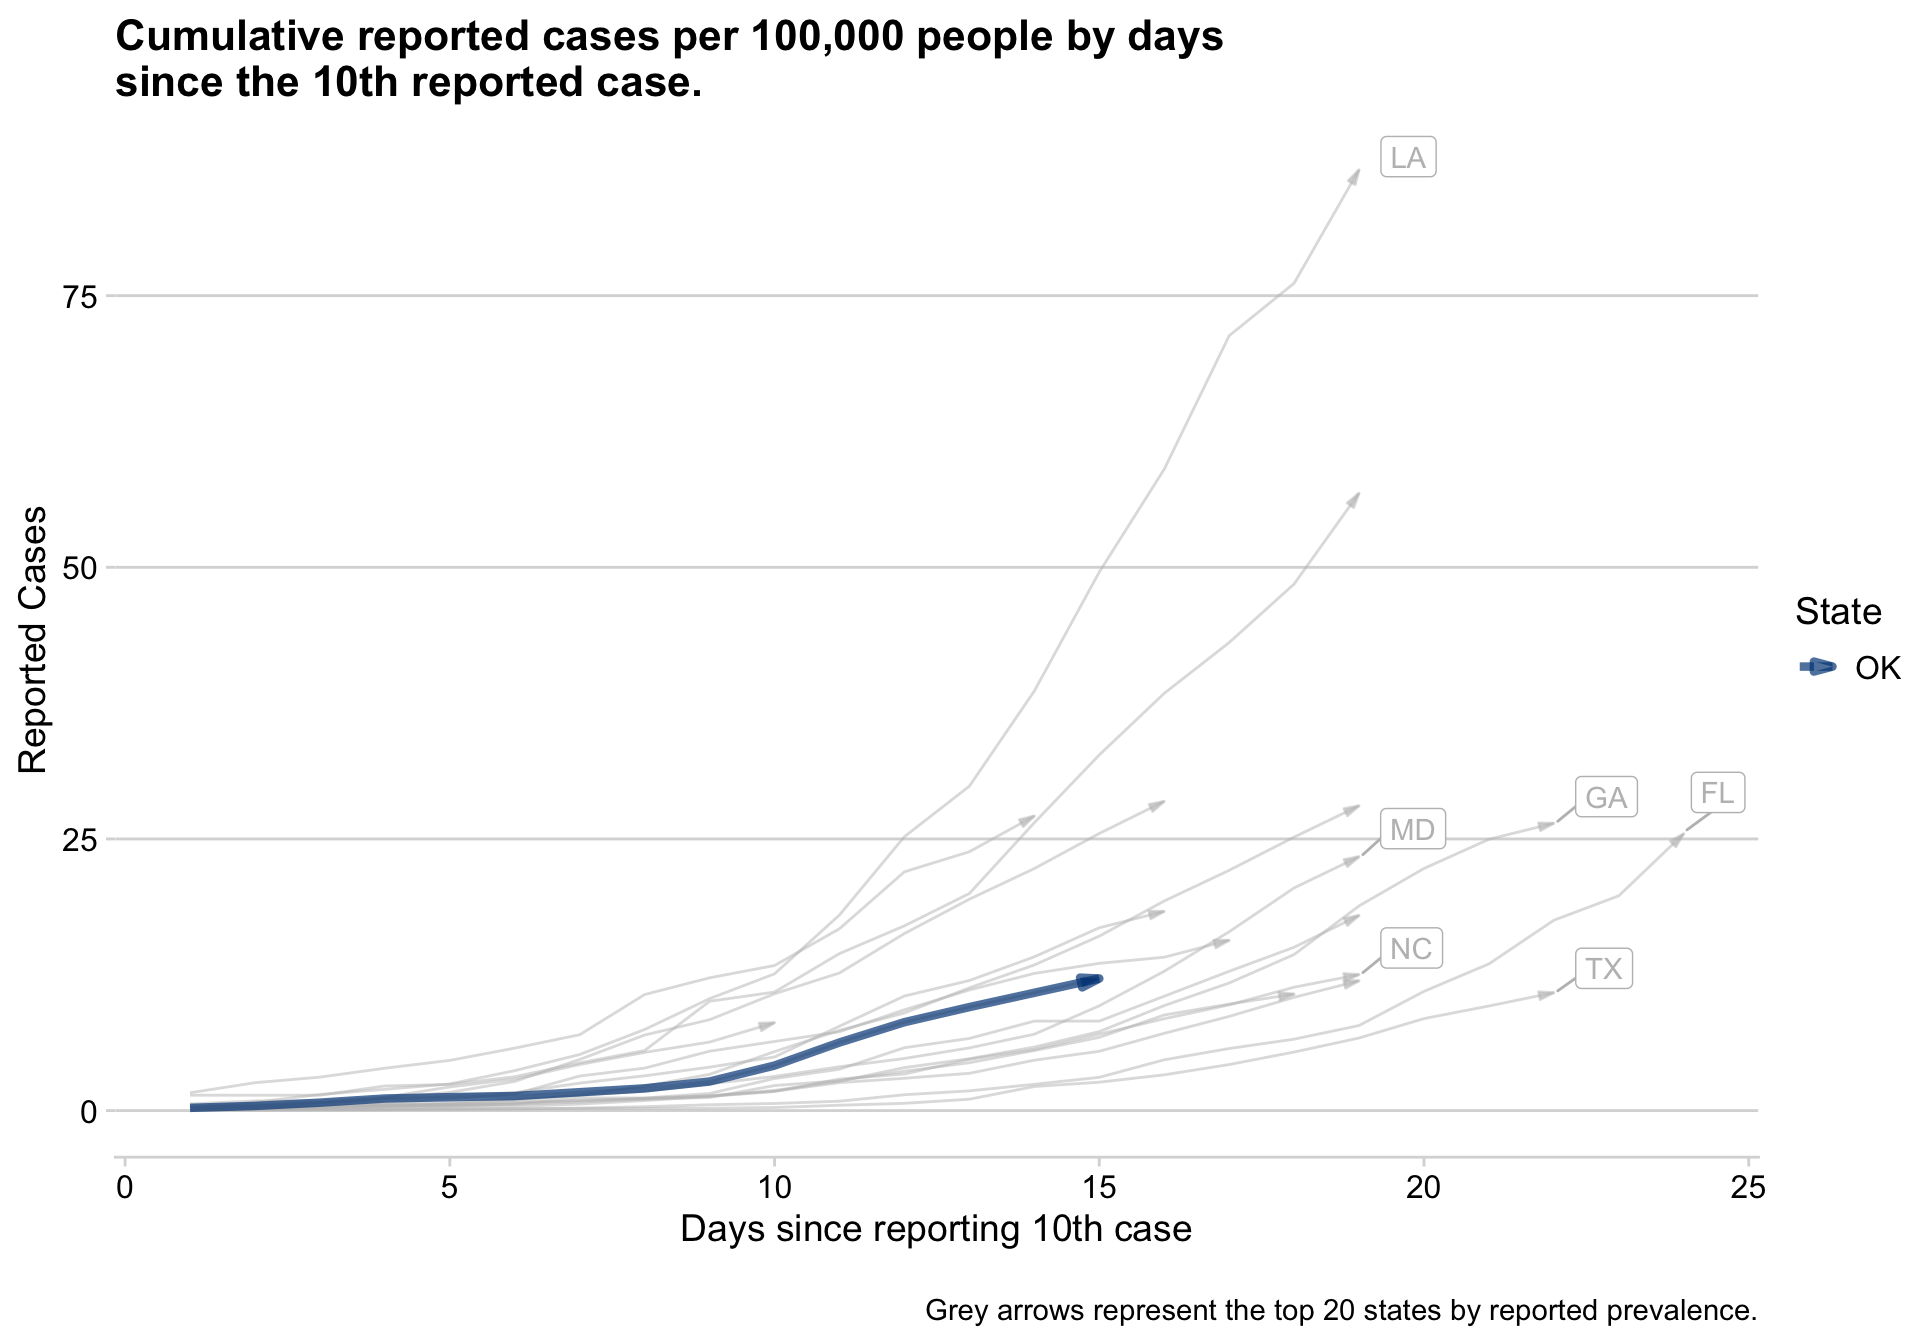 Cumulative reported cases per 100,000 people by days
since the 10th reported case.
LA
75
50
25
0
Reported Cases
GA
FL
MD
NC
TX
State
OK
0 5 10 15 20 25
Days since reporting 10th case
Grey arrows represent the top 20 states by reported prevalence.